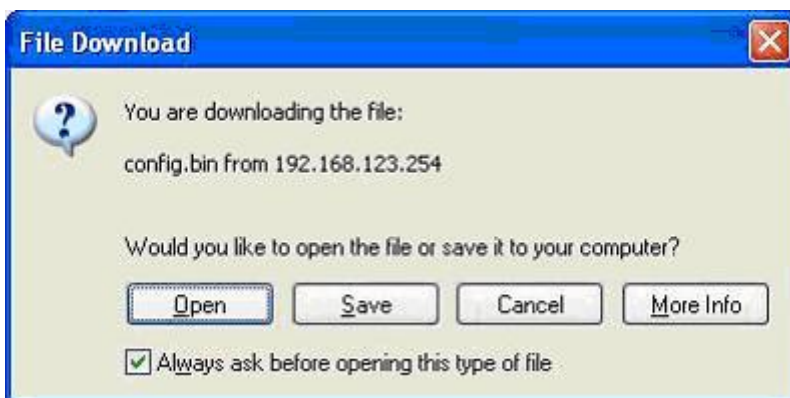 File Download
You are downloading the file:
config.bin from 192.168.123.254
Would you like to open the file or save it to your computer?
Open Save Cancel More Info
Always ask before opening this type of file